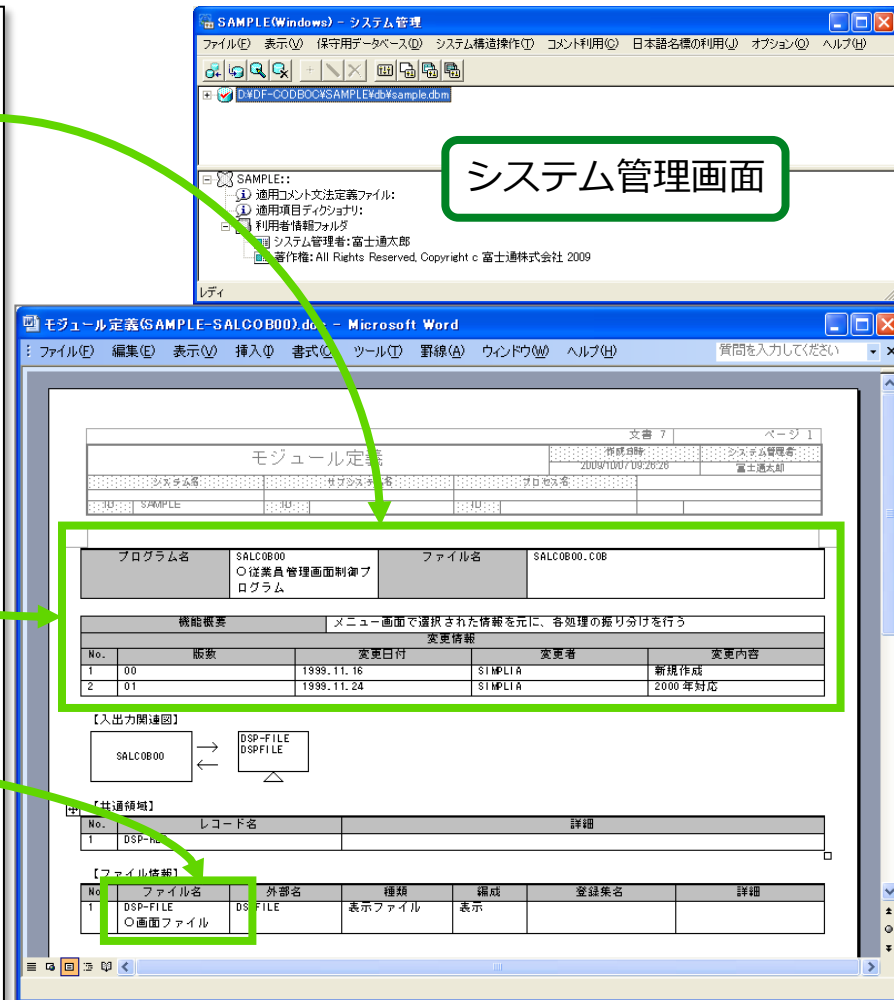 SAMPLE(Windows) - システム管理
ファイル(F) 表示(V) 保守用データベース(D) システム構造操作(T) コメント利用(C) 日本語名標の利用(J) オプション(O) ヘルプ(H)
D:¥DF-CODBOC¥SAMPLE¥db¥sample.dbm
システム管理画面
SAMPLE::
適用コメント文法定義ファイル:
適用項目ディクショナリ:
利用者情報フォルダ
システム管理者:富士通太郎
著作権:All Rights Reserved, Copyright c 富士通株式会社 2009
レディ
モジュール定義(SAMPLE-SALCOB00).doc - Microsoft Word
ファイル(F) 編集(E) 表示(V) 挿入(I) 書式(O) ツール(T) 罫線(A) ウィンドウ(W) ヘルプ(H) 質問を入力してください
文書 7 ページ 1
モジュール定義 作成日時 システム管理者
2009/10/07 09:26:26 富士通太郎
システム名 サブシステム名 プロセス名
ID SAMPLE ID ID
プログラム名 SALCOB00 ファイル名 SALCOB00.COB
○従業員管理画面制御プ
ログラム
機能概要 メニュー画面で選択された情報を元に、各処理の振り分けを行う
変更情報
No. 版数 変更日付 変更者 変更内容
1 00 1999.11.16 SIMPLIA 新規作成
2 01 1999.11.24 SIMPLIA 2000年対応
【入出力関連図】
SALCOB00 DSP-FILE
DSPFILE
【共通領域】
No. レコード名 詳細
1
【ファイル情報】
No ファイル名 外部名 種類 編成 登録集名 詳細
1 DSP-FILE DSPFILE 表示ファイル 表示
○画面ファイル